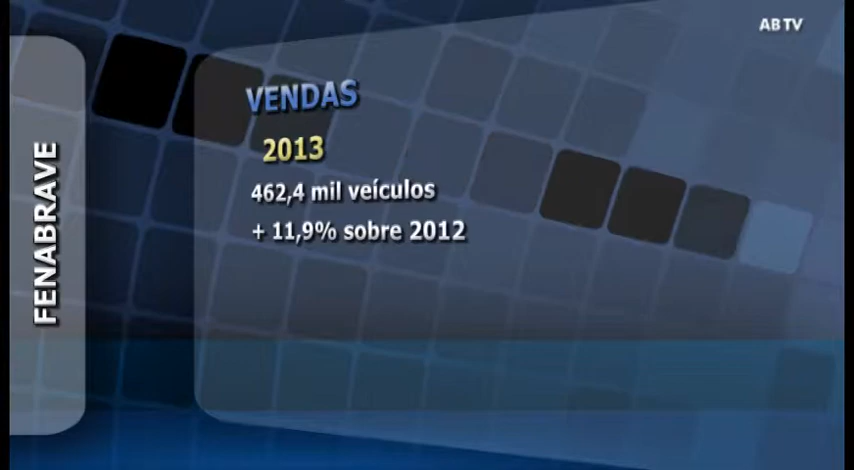 AB TV
FENABRAVE
VENDAS
2013
462,4 mil veículos
+ 11,9% sobre 2012